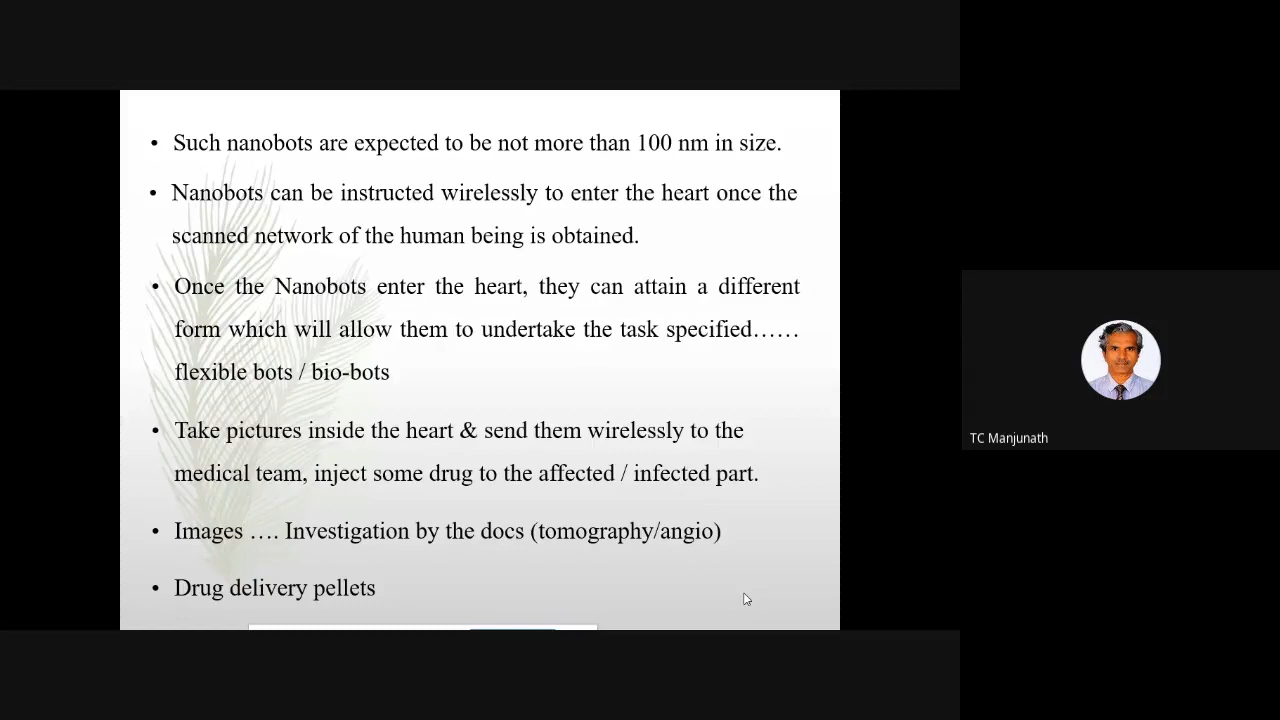 • Such nanobots are expected to be not more than 100 nm in size.
• Nanobots can be instructed wirelessly to enter the heart once the
scanned network of the human being is obtained.
• Once the Nanobots enter the heart, they can attain a different
form which will allow them to undertake the task specified……
flexible bots / bio-bots
• Take pictures inside the heart & send them wirelessly to the
medical team, inject some drug to the affected / infected part.
• Images …. Investigation by the docs (tomography/angio)
• Drug delivery pellets
TC Manjunath